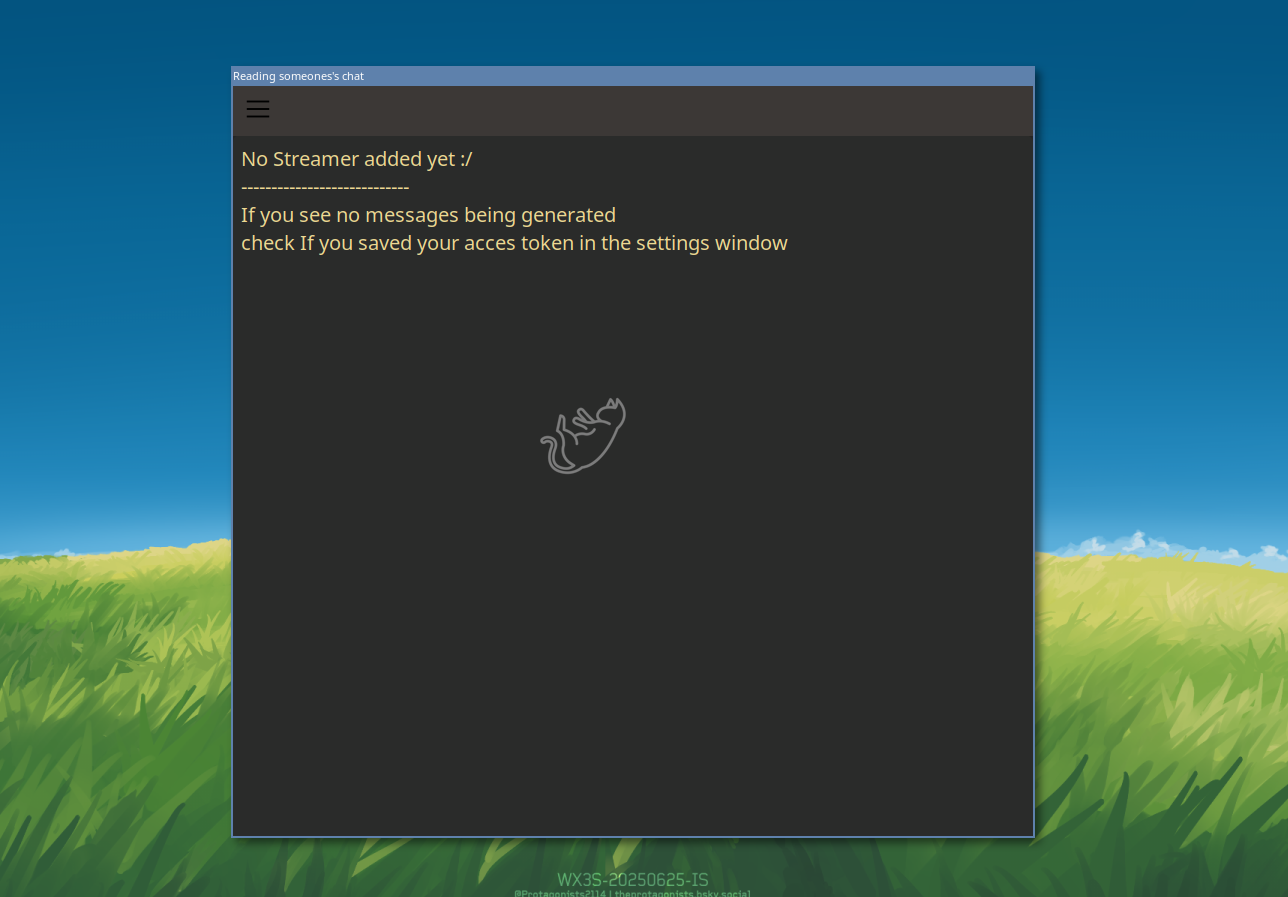 Reading someones's chat
No Streamer added yet :/
----------------------------
If you see no messages being generated
check If you saved your acces token in the settings window
WX3S-20250625-IS
@Protagonists2114 | theprotagonists.bsky.social